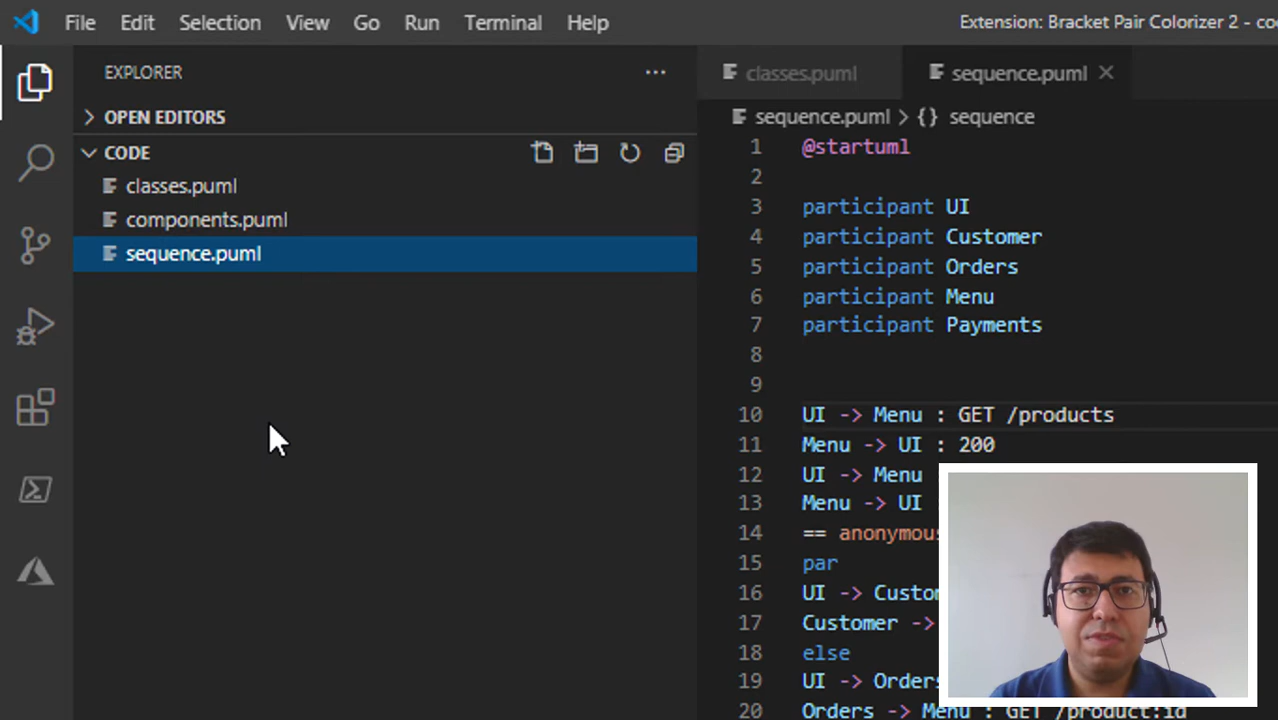 File Edit Selection View Go Run Terminal Help Extension: Bracket Pair Colorizer 2 - co
EXPLORER
OPEN EDITORS
CODE
classes.puml
components.puml
sequence.puml
classes.puml sequence.puml
sequence.puml > {} sequence
1 @startuml
2
3 participant UI
4 participant Customer
5 participant Orders
6 participant Menu
7 participant Payments
8
9
10 UI -> Menu : GET /products
11 Menu -> UI : 200
12 UI -> Menu
13 Menu -> UI
14 == anonymous
15 par
16 UI -> Custom
17 Customer ->
18 else
19 UI -> Orders
20 Orders -> Menu : GET /product:id